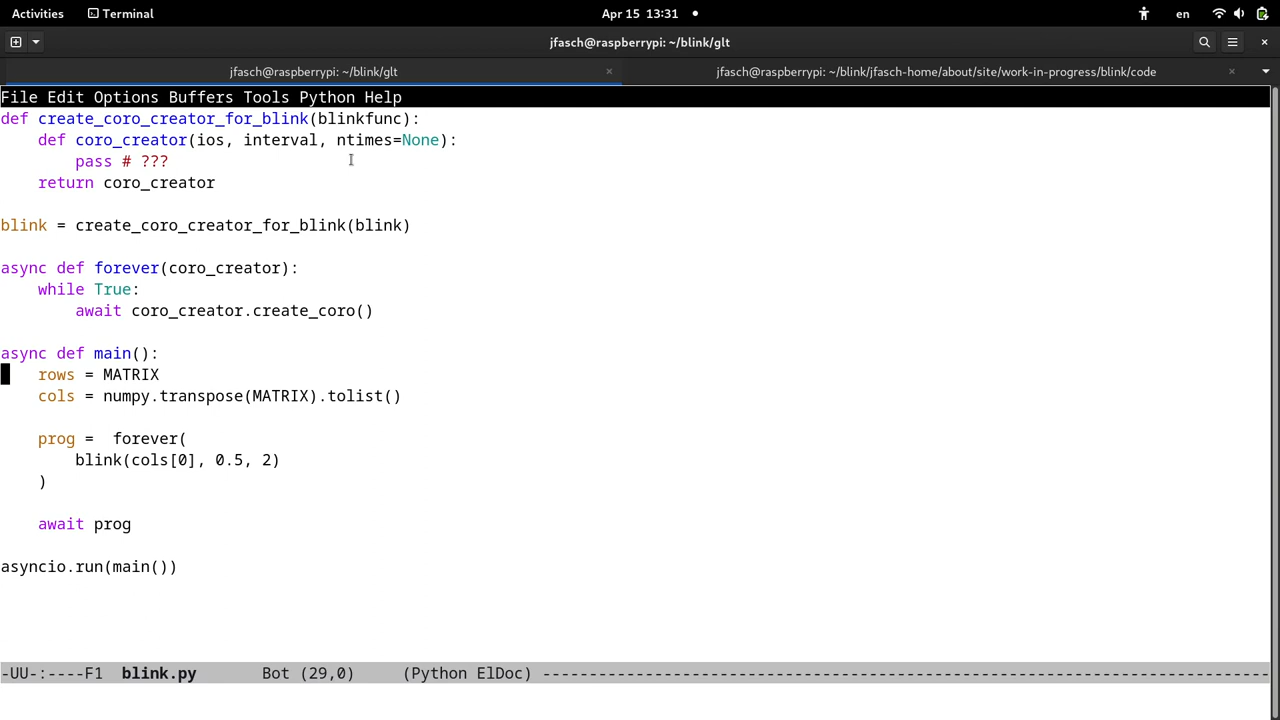 Activities Terminal Apr 15 13:31 en
jfasch@raspberrypi: ~/blink/glt
jfasch@raspberrypi: ~/blink/glt × jfasch@raspberrypi: ~/blink/jfasch-home/about/site/work-in-progress/blink/code ×
File Edit Options Buffers Tools Python Help
def create_coro_creator_for_blink(blinkfunc):
    def coro_creator(ios, interval, ntimes=None):
        pass # ???
    return coro_creator

blink = create_coro_creator_for_blink(blink)

async def forever(coro_creator):
    while True:
        await coro_creator.create_coro()

async def main():
    rows = MATRIX
    cols = numpy.transpose(MATRIX).tolist()

    prog =  forever(
        blink(cols[0], 0.5, 2)
    )

    await prog

asyncio.run(main())
-UU-:----F1  blink.py       Bot (29,0)     (Python ElDoc) ------------------------------------------------------------------------------